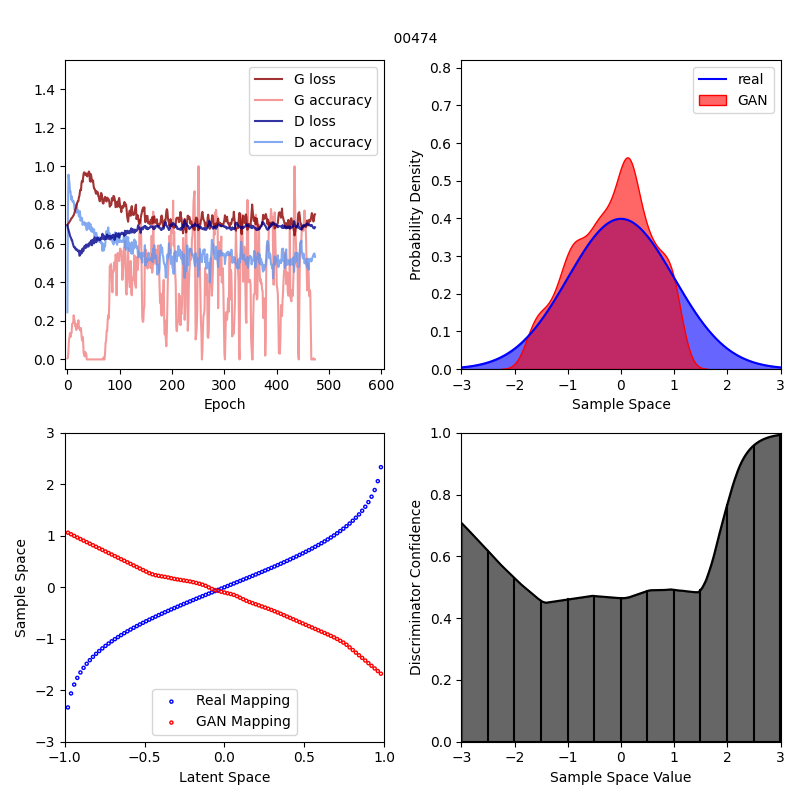 00474
G loss
G accuracy
D loss
D accuracy
1.4
1.2
1.0
0.8
0.6
0.4
0.2
0.0
0 100 200 300 400 500 600
Epoch
real
GAN
Probability Density
0.8
0.7
0.6
0.5
0.4
0.3
0.2
0.1
0.0
−3 −2 −1 0 1 2 3
Sample Space
Sample Space
3
2
1
0
−1
−2
−3
Real Mapping
GAN Mapping
−1.0 −0.5 0.0 0.5 1.0
Latent Space
Discriminator Confidence
1.0
0.8
0.6
0.4
0.2
0.0
−3 −2 −1 0 1 2 3
Sample Space Value